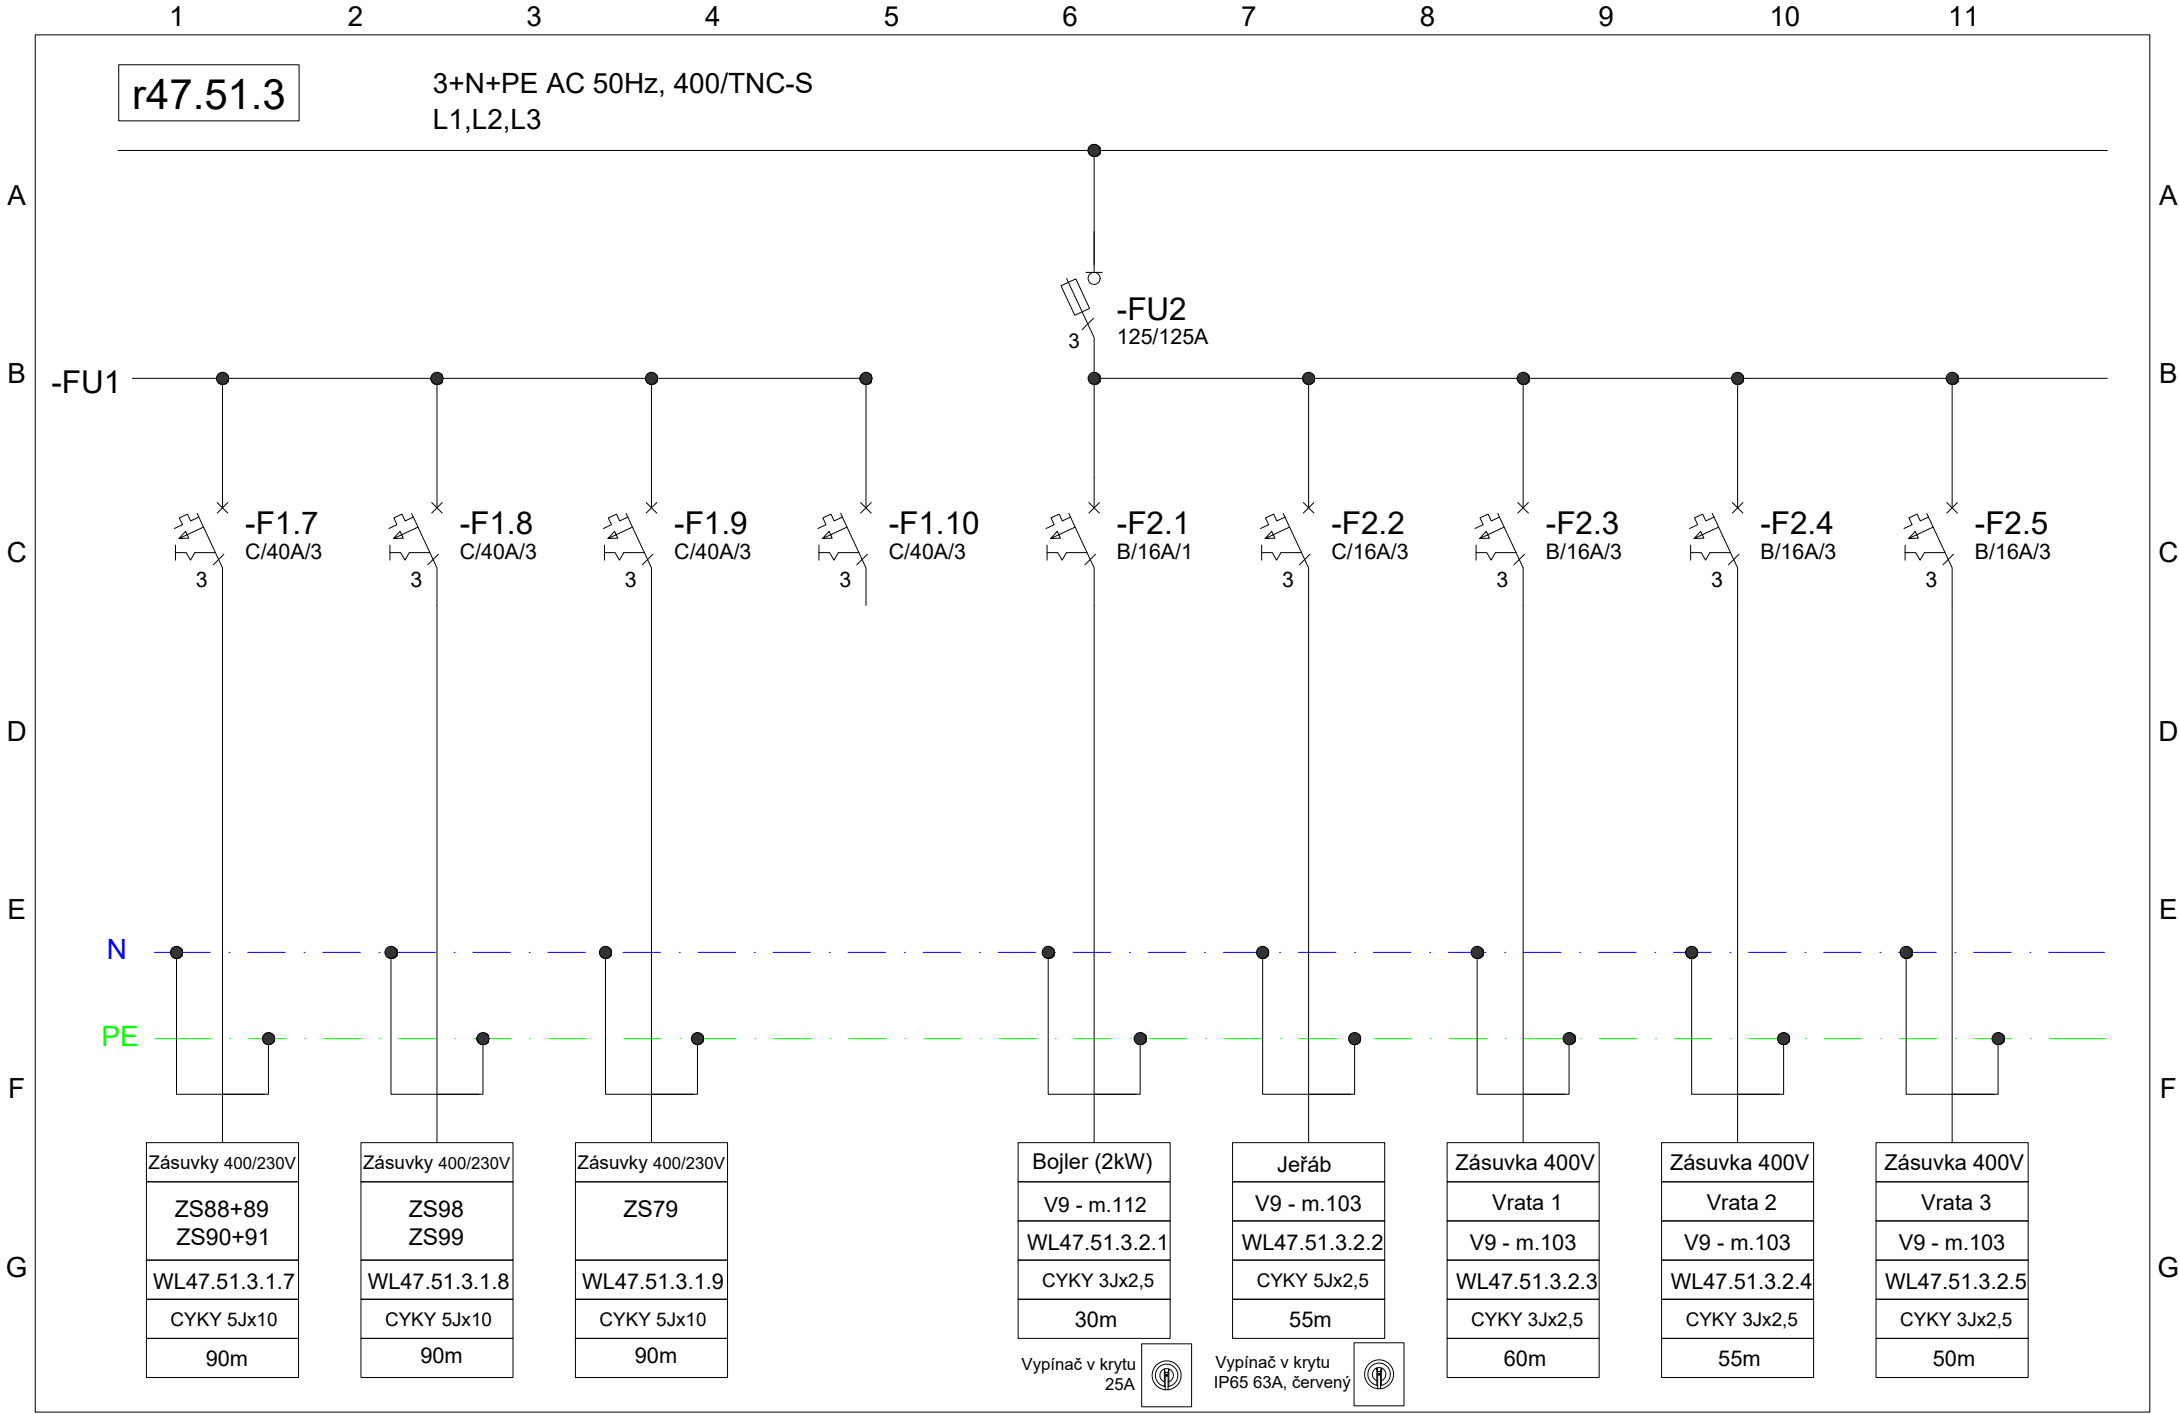 1 2 3 4 5 6 7 8 9 10 11
r47.51.3
3+N+PE AC 50Hz, 400/TNC-S
L1,L2,L3
A A
-FU2
125/125A
3
B B
-FU1
-F1.7
C/40A/3
3
-F1.8
C/40A/3
3
-F1.9
C/40A/3
3
-F1.10
C/40A/3
3
-F2.1
B/16A/1
-F2.2
C/16A/3
3
-F2.3
B/16A/3
3
-F2.4
B/16A/3
3
-F2.5
B/16A/3
3
C C
D D
E E
N
PE
F F
Zásuvky 400/230V
ZS88+89
ZS90+91
WL47.51.3.1.7
CYKY 5Jx10
90m
Zásuvky 400/230V
ZS98
ZS99
WL47.51.3.1.8
CYKY 5Jx10
90m
Zásuvky 400/230V
ZS79
WL47.51.3.1.9
CYKY 5Jx10
90m
Bojler (2kW)
V9 - m.112
WL47.51.3.2.1
CYKY 3Jx2,5
30m
Vypínač v krytu
25A
Jeřáb
V9 - m.103
WL47.51.3.2.2
CYKY 5Jx2,5
55m
Vypínač v krytu
IP65 63A, červený
Zásuvka 400V
Vrata 1
V9 - m.103
WL47.51.3.2.3
CYKY 3Jx2,5
60m
Zásuvka 400V
Vrata 2
V9 - m.103
WL47.51.3.2.4
CYKY 3Jx2,5
55m
Zásuvka 400V
Vrata 3
V9 - m.103
WL47.51.3.2.5
CYKY 3Jx2,5
50m
G G